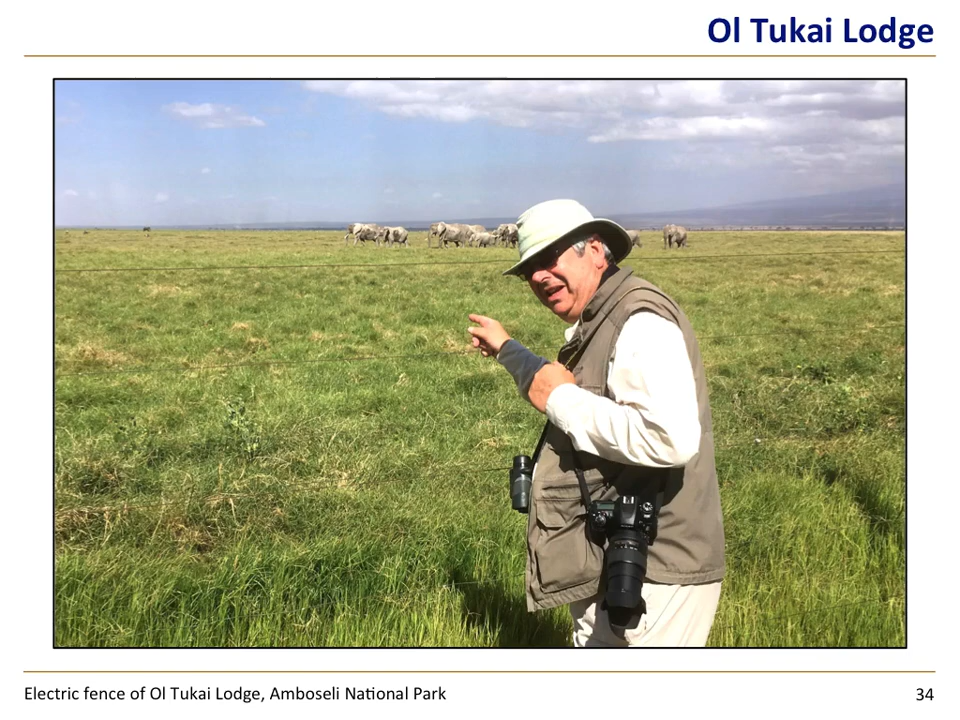 Ol Tukai Lodge
Electric fence of Ol Tukai Lodge, Amboseli National Park
34